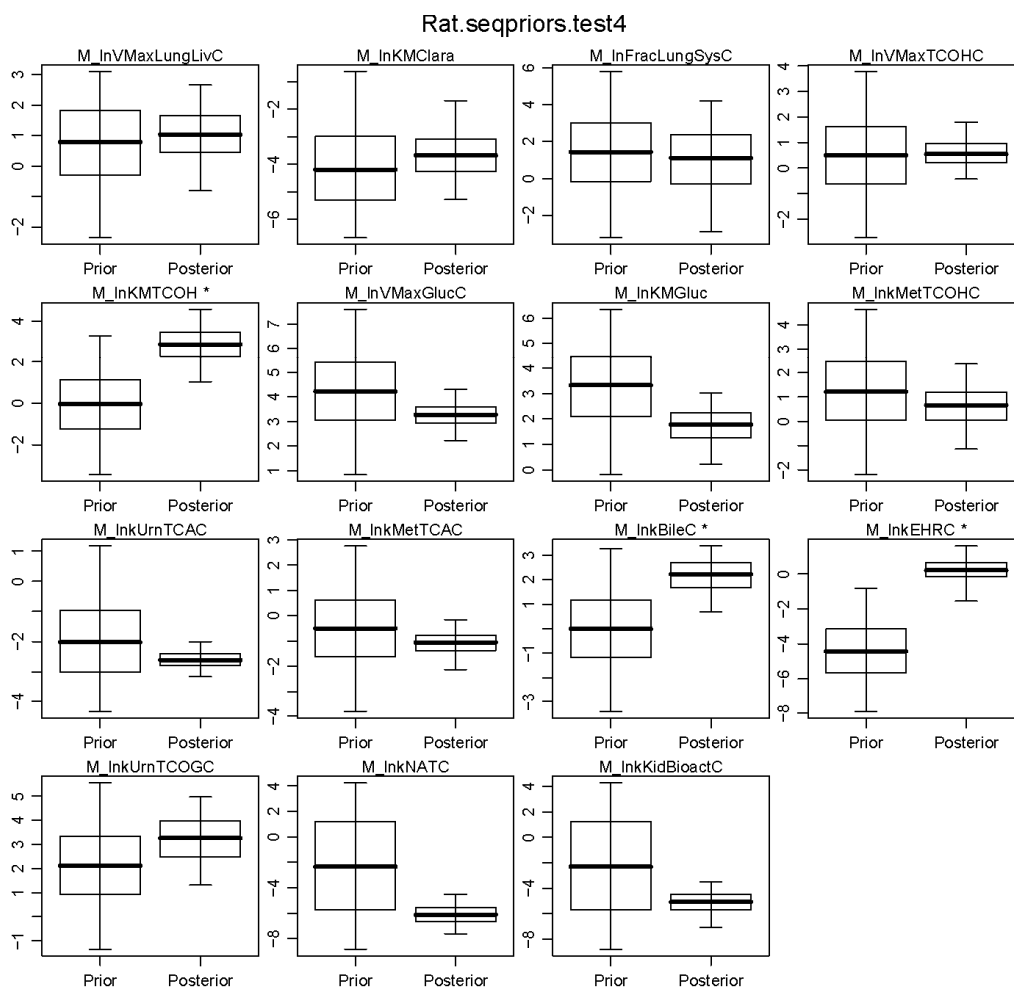 Rat.seqpriors.test4
M_lnVMaxLungLivC
3
2
1
0
−2
Prior Posterior
M_lnKMClara
−2
−4
−6
Prior Posterior
M_lnFracLungSysC
6
4
2
0
−2
Prior Posterior
M_lnVMaxTCOHC
4
3
2
1
0
−2
Prior Posterior
M_lnKMTCOH *
4
2
0
−2
Prior Posterior
M_lnVMaxGlucC
7
6
5
4
3
2
1
Prior Posterior
M_lnKMGluc
6
5
4
3
2
1
0
Prior Posterior
M_lnkMetTCOHC
4
3
2
1
0
−2
Prior Posterior
M_lnkUrnTCAC
1
0
−2
−4
Prior Posterior
M_lnkMetTCAC
3
2
1
0
−2
−4
Prior Posterior
M_lnkBileC *
3
2
1
−1
−3
Prior Posterior
M_lnkEHRC *
0
−2
−4
−6
−8
Prior Posterior
M_lnkUrnTCOGC
5
4
3
2
1
−1
Prior Posterior
M_lnkNATC
4
2
0
−4
−8
Prior Posterior
M_lnkKidBioactC
4
2
0
−4
−8
Prior Posterior